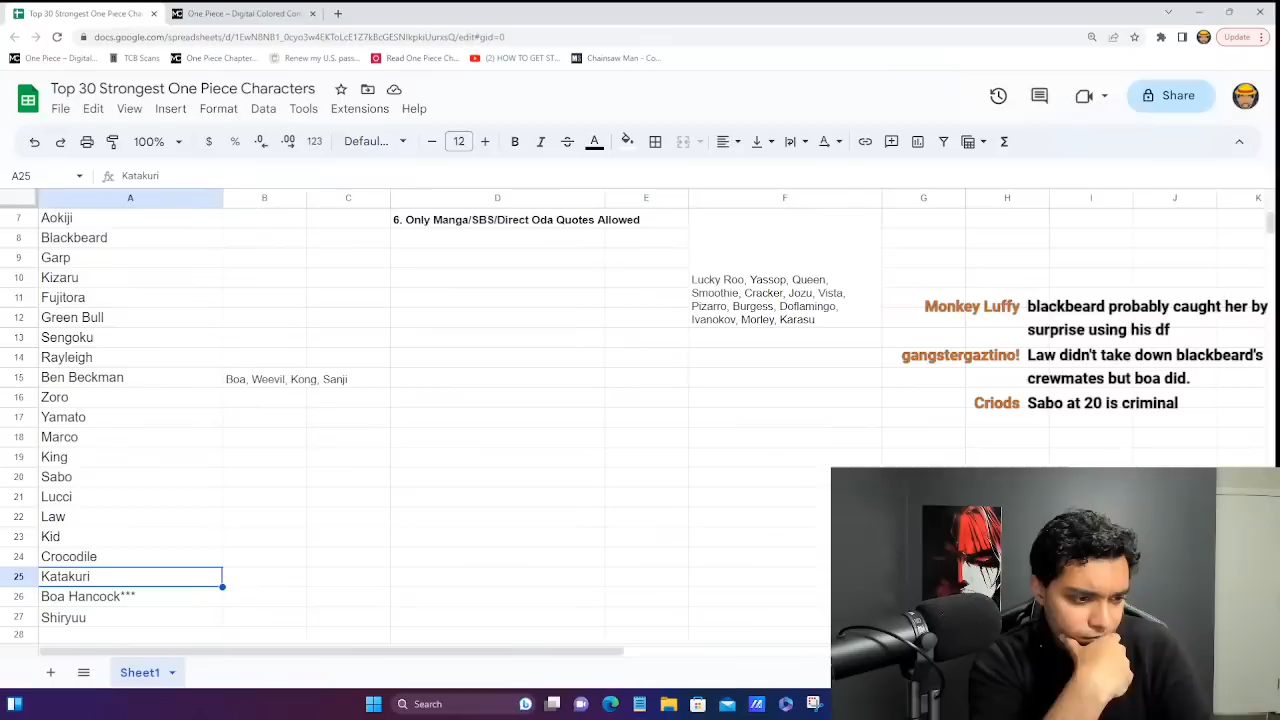 Top 30 Strongest One Piece Cha
One Piece – Digital Colored Con
docs.google.com/spreadsheets/d/1EwN8NB1_0cyo3w4EKToLcE1Z7kBcGESNIkpkiUurxsQ/edit#gid=0
Update
One Piece – Digital...
TCB Scans
One Piece Chapter...
Renew my U.S. pass...
Read One Piece Ch...
(2) HOW TO GET ST...
Chainsaw Man - Co...
Top 30 Strongest One Piece Characters
File Edit View Insert Format Data Tools Extensions Help
Share
100% $ % .0 .00 123 Defaul... 12 B I A
A25 fx Katakuri
A B C D E F G H I J K
7 Aokiji 6. Only Manga/SBS/Direct Oda Quotes Allowed
8 Blackbeard
9 Garp
10 Kizaru
Lucky Roo, Yassop, Queen,
Smoothie, Cracker, Jozu, Vista,
Pizarro, Burgess, Doflamingo,
Ivanokov, Morley, Karasu
11 Fujitora
12 Green Bull
13 Sengoku
14 Rayleigh
15 Ben Beckman Boa, Weevil, Kong, Sanji
16 Zoro
17 Yamato
18 Marco
19 King
20 Sabo
21 Lucci
22 Law
23 Kid
24 Crocodile
25 Katakuri
26 Boa Hancock***
27 Shiryuu
28
Monkey Luffy blackbeard probably caught her by
surprise using his df
gangstergaztino! Law didn't take down blackbeard's
crewmates but boa did.
Criods Sabo at 20 is criminal
Sheet1
Search